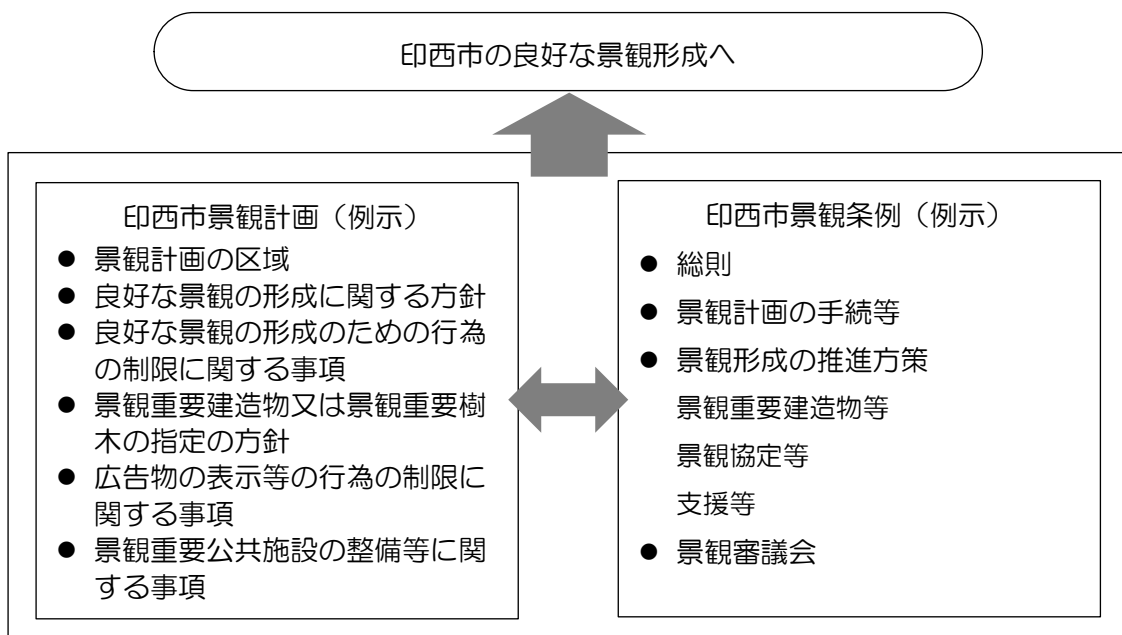 印西市の良好な景観形成へ
印西市景観計画（例示）
● 景観計画の区域
● 良好な景観の形成に関する方針
● 良好な景観の形成のための行為
の制限に関する事項
● 景観重要建造物又は景観重要樹
木の指定の方針
● 広告物の表示等の行為の制限に
関する事項
● 景観重要公共施設の整備等に関
する事項
印西市景観条例（例示）
● 総則
● 景観計画の手続等
● 景観形成の推進方策
景観重要建造物等
景観協定等
支援等
● 景観審議会